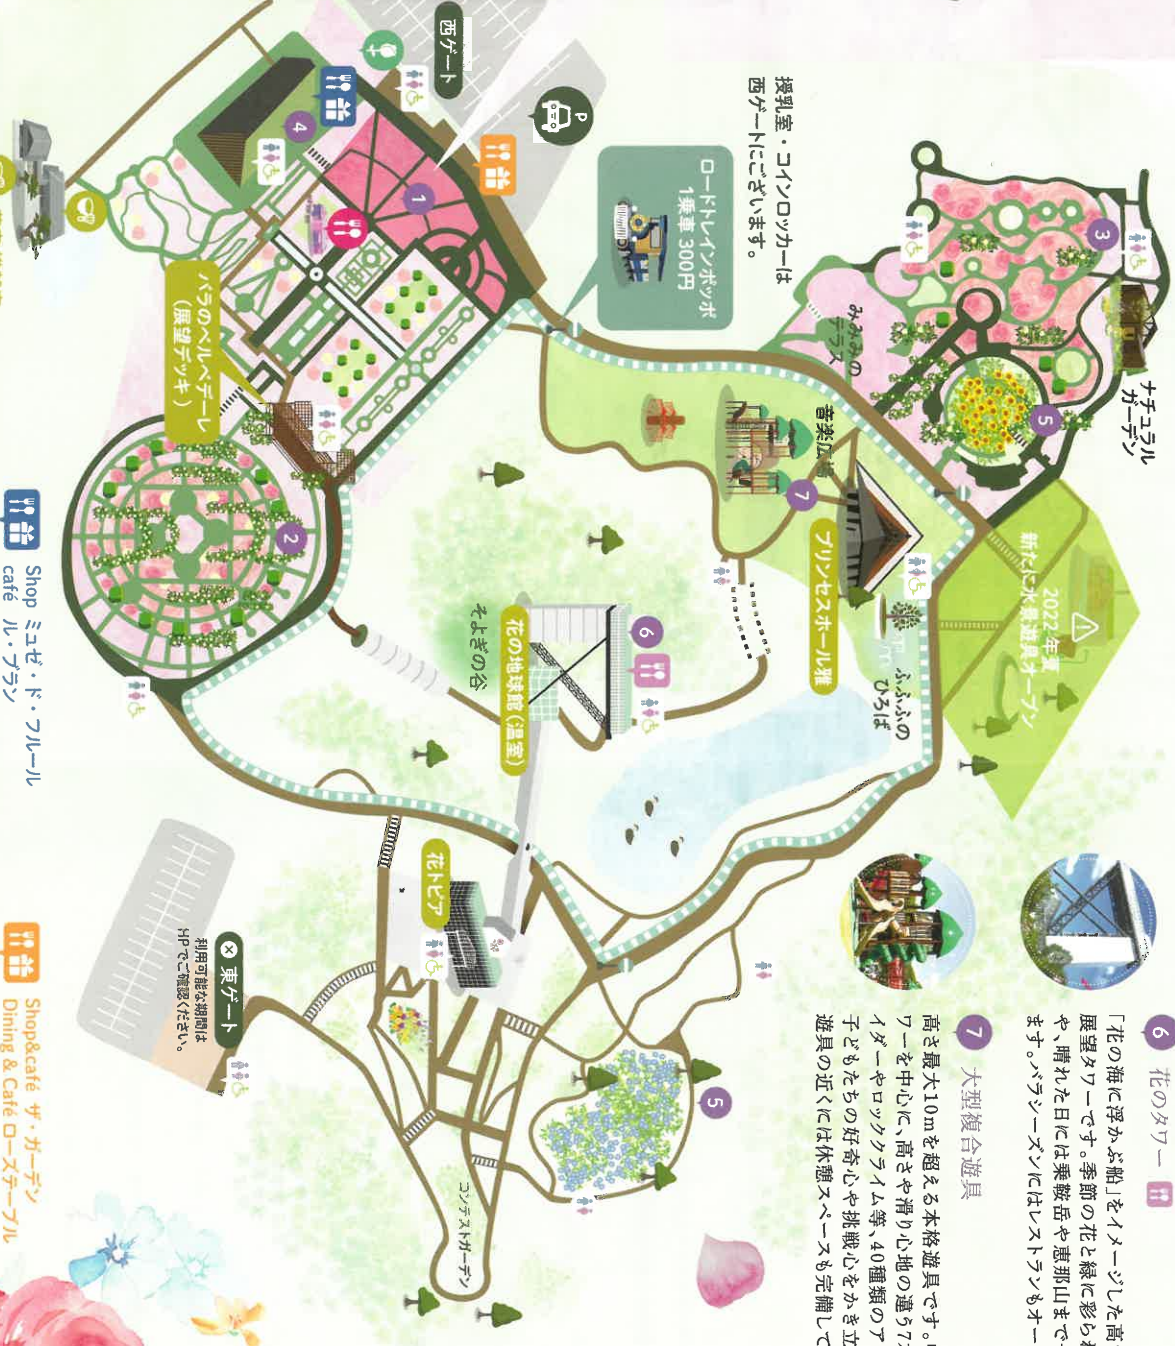 西ゲート
P
授乳室・コインロッカーは
西ゲートにございます。
ロードトレインポッポ
1乗車 300円
4
1
3
5
ナチュラル
ガーデン
みみみの
テラス
バラのベルベデーレ
(展望デッキ)
2
音楽広場
7
プリンセスホール雅
新たに水景遊具オープン
2022年度
ふふふの
ひろば
6
花の地球館(温室)
そよぎの谷
花トピア
東ゲート
利用可能な期間は
HPでご確認ください。
5
コンテストガーデン
6 花のタワー
「花の海に浮かぶ船」をイメージした高
展望タワーです。季節の花と緑に彩られ
や、晴れた日には乗鞍岳や恵那山まで
ます。バラシーズンにはレストランもオー
7 大型複合遊具
高さ最大10mを超える本格遊具です。
ワーを中心に、高さや滑り心地の違う7
イダーやロッククライム等、40種類のア
子どもたちの好奇心や挑戦心をかき立
遊具の近くには休憩スペースも完備して
Shop ミュゼ・ド・フルール
café ル・ブラン
Shop&café ザ・ガーデン
Dining & Café ローズテーブル